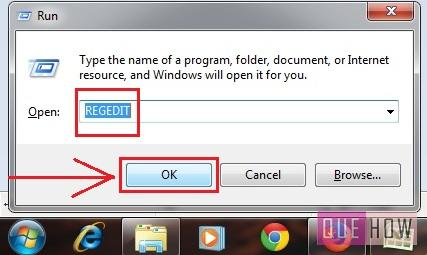 Run
Type the name of a program, folder, document, or Internet
resource, and Windows will open it for you.
Open:
REGEDIT
OK
Cancel
Browse...
QUE HOW